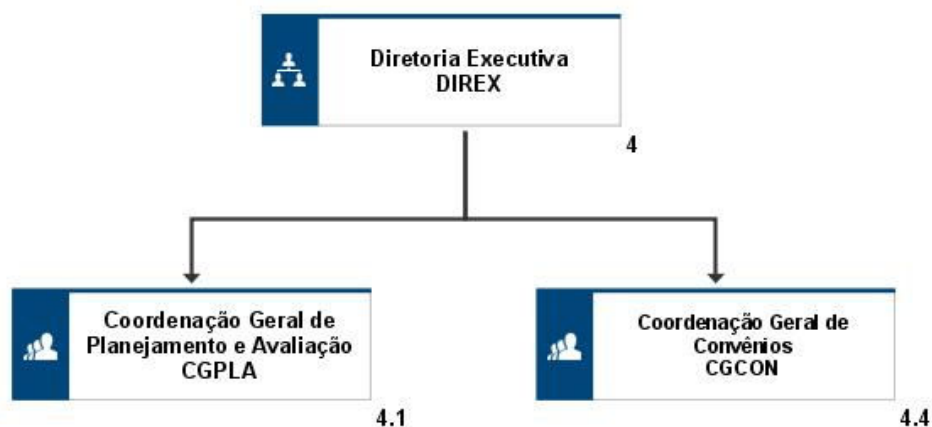 Diretoria Executiva
DIREX
4
Coordenação Geral de
Planejamento e Avaliação
CGPLA
4.1
Coordenação Geral de
Convênios
CGCON
4.4